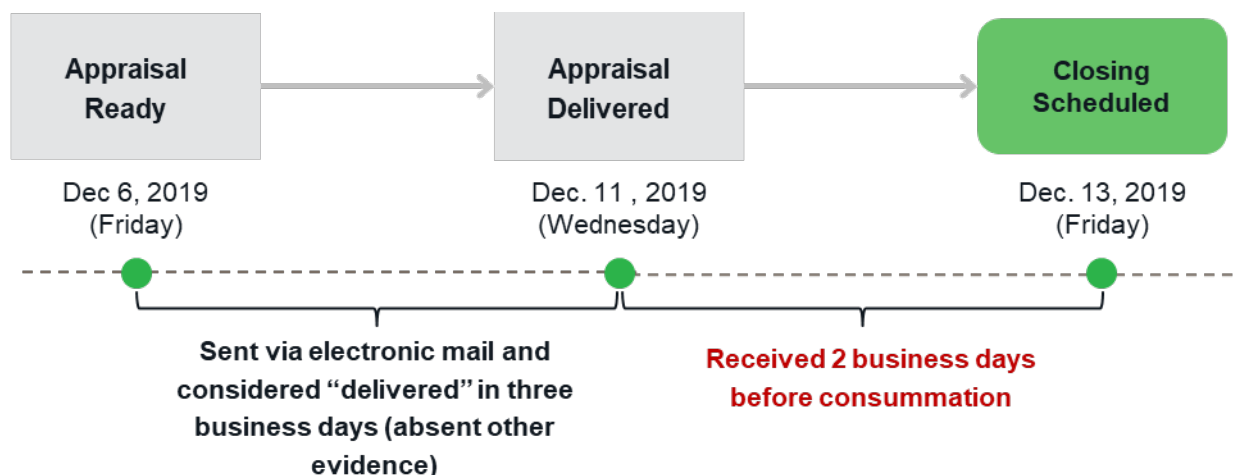 Appraisal
Ready
Appraisal
Delivered
Closing
Scheduled
Dec 6, 2019
(Friday)
Dec. 11 , 2019
(Wednesday)
Dec. 13, 2019
(Friday)
Sent via electronic mail and
considered “delivered” in three
business days (absent other
evidence)
Received 2 business days
before consummation